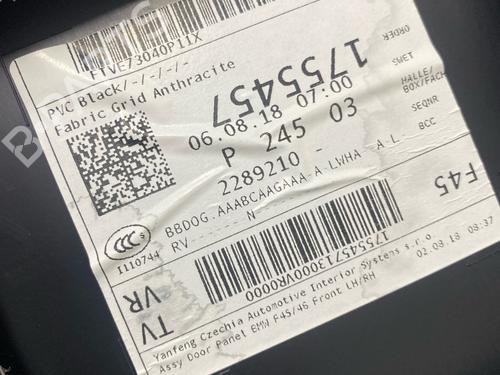 FTVE73040P11X
PVC Black/-/-/-/-
Fabric Grid Anthracite
1755457
06.08.18 07:00
P 245 03
2289210 -
BBDOG.AAABCAAGAAA-A-LWHA--A-L
RV------N
ORDER
SWET
HALLE/
BOX/FACH
SEQNR
BCC
F45
CCC S
I110744
175545713000VR0000
TV
VR
Yanfeng Czechia Automotive Interior Systems s.r.o.
Assy Door Panel BMW F45/46 Front LH/RH
02.08.18 08:37